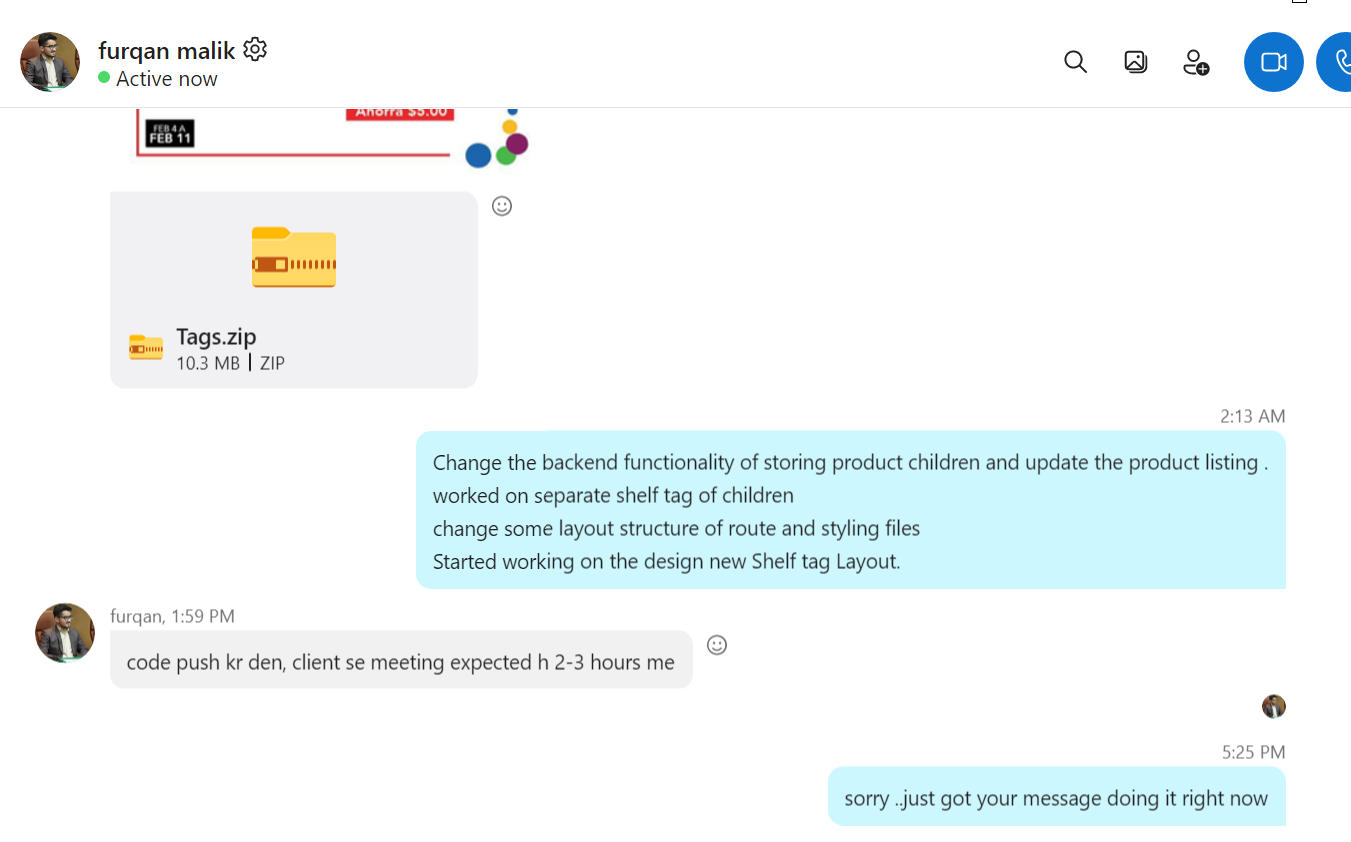 furqan malik
Active now
Ahorra $5.00
FEB 4 A
FEB 11
Tags.zip
10.3 MB | ZIP
2:13 AM
Change the backend functionality of storing product children and update the product listing .
worked on separate shelf tag of children
change some layout structure of route and styling files
Started working on the design new Shelf tag Layout.
furqan, 1:59 PM
code push kr den, client se meeting expected h 2-3 hours me
5:25 PM
sorry ..just got your message doing it right now